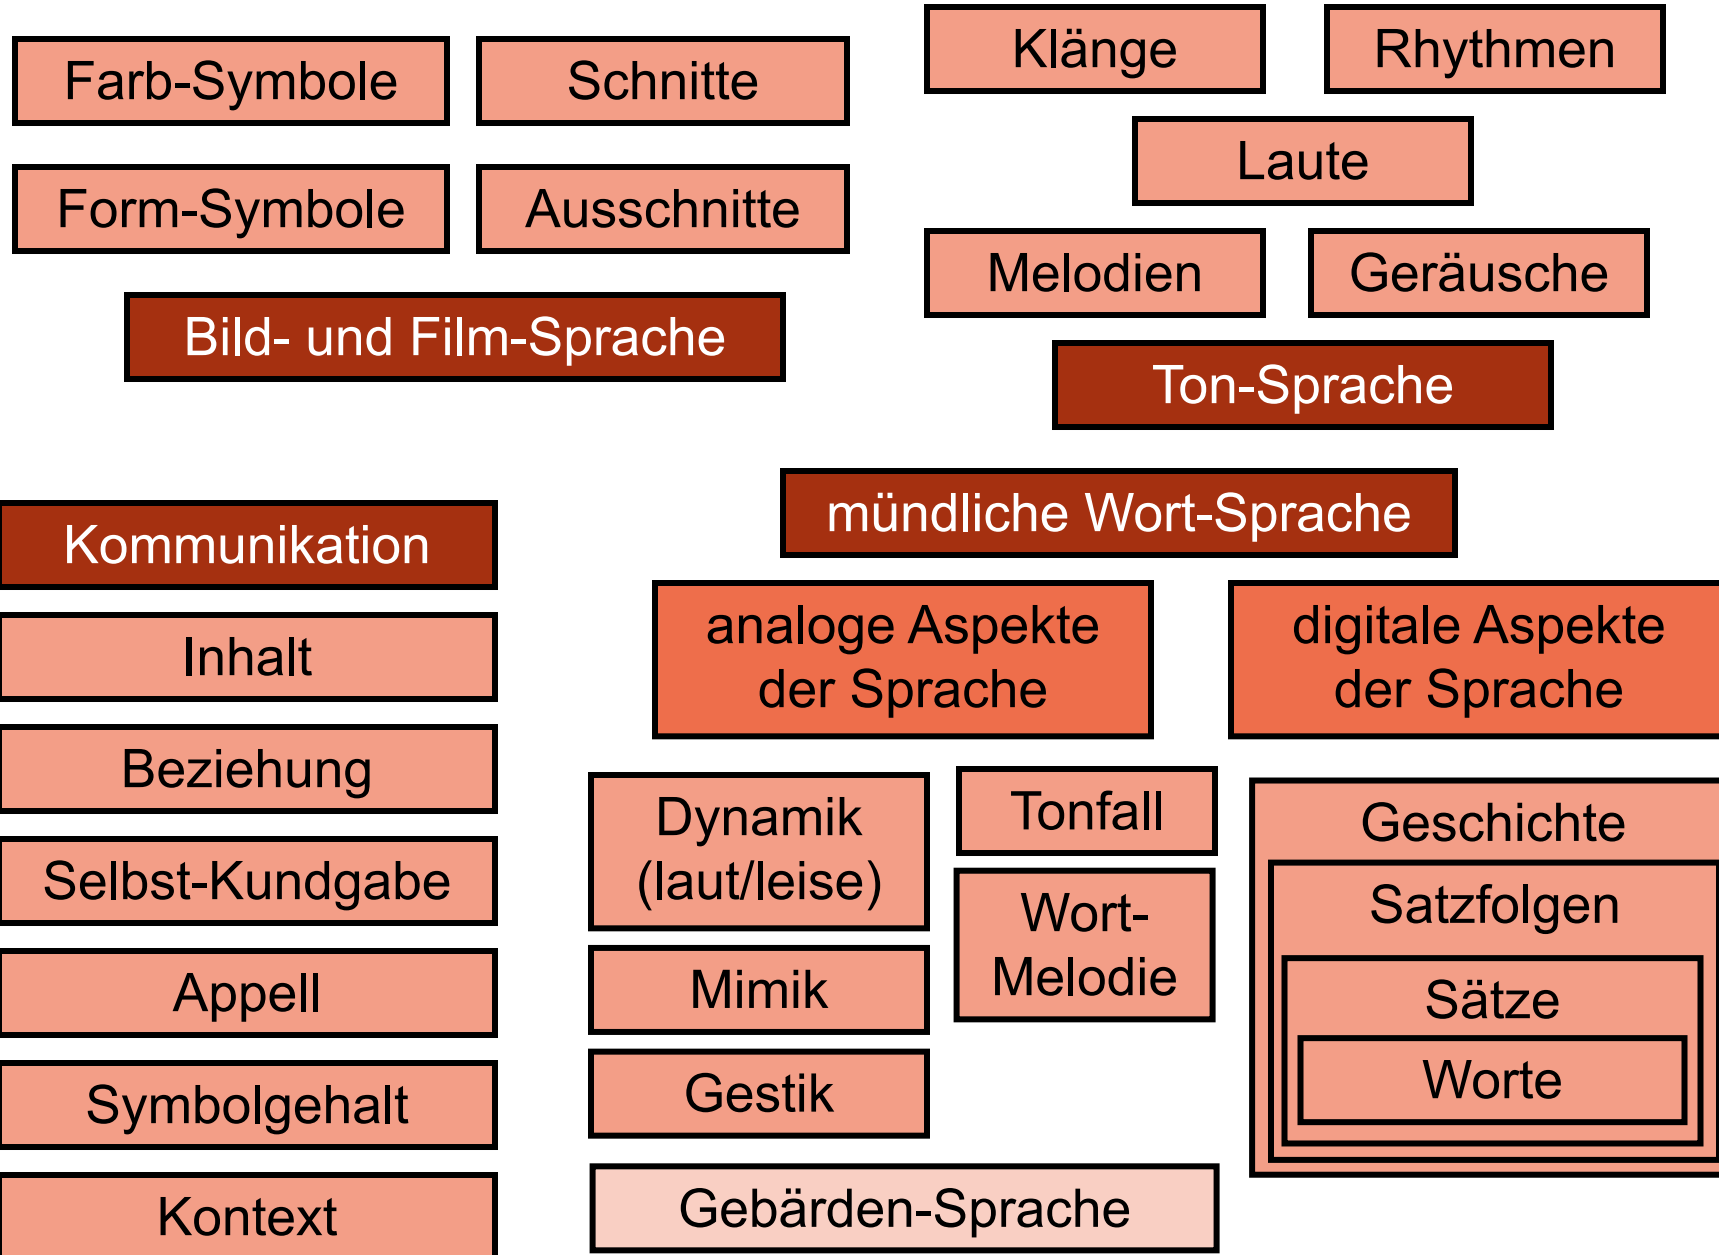 Farb-Symbole
Schnitte
Form-Symbole
Ausschnitte
Bild- und Film-Sprache
Klänge
Rhythmen
Laute
Melodien
Geräusche
Ton-Sprache
Kommunikation
Inhalt
Beziehung
Selbst-Kundgabe
Appell
Symbolgehalt
Kontext
mündliche Wort-Sprache
analoge Aspekte
der Sprache
Dynamik
(laut/leise)
Mimik
Gestik
Tonfall
Wort-
Melodie
Gebärden-Sprache
digitale Aspekte
der Sprache
Geschichte
Satzfolgen
Sätze
Worte